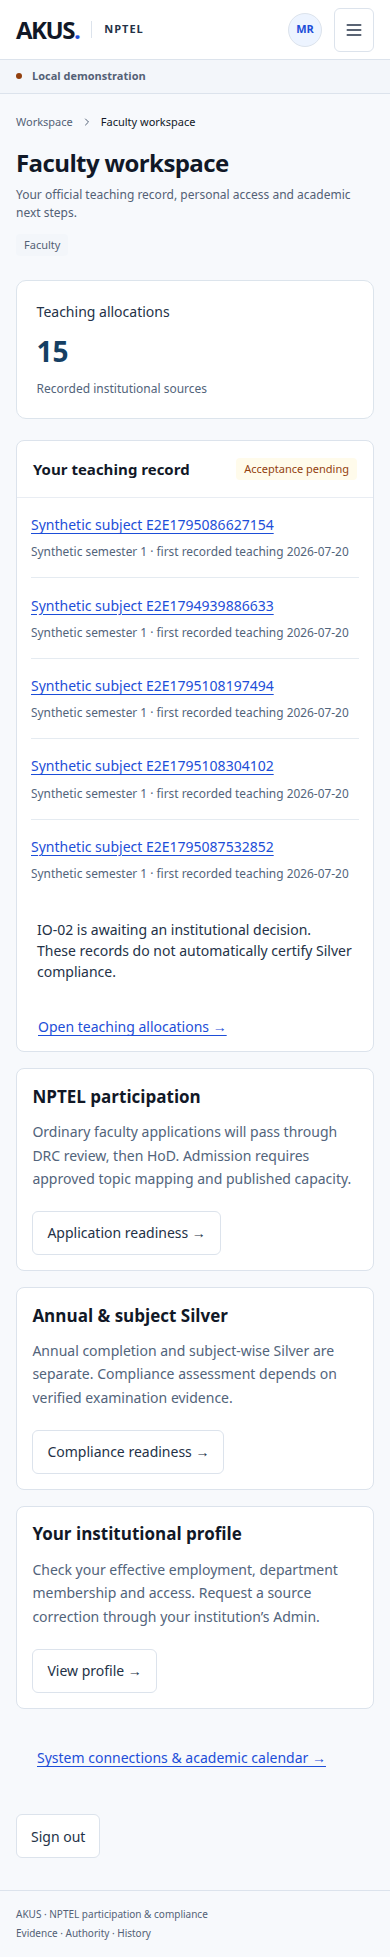 AKUS.
NPTEL
MR
Local demonstration
Workspace
Faculty workspace
Faculty workspace
Your official teaching record, personal access and academic
next steps.
Faculty
Teaching allocations
15
Recorded institutional sources
Your teaching record
Acceptance pending
Synthetic subject E2E1795086627154
Synthetic semester 1 · first recorded teaching 2026-07-20
Synthetic subject E2E1794939886633
Synthetic semester 1 · first recorded teaching 2026-07-20
Synthetic subject E2E1795108197494
Synthetic semester 1 · first recorded teaching 2026-07-20
Synthetic subject E2E1795108304102
Synthetic semester 1 · first recorded teaching 2026-07-20
Synthetic subject E2E1795087532852
Synthetic semester 1 · first recorded teaching 2026-07-20
IO-02 is awaiting an institutional decision.
These records do not automatically certify Silver
compliance.
Open teaching allocations →
NPTEL participation
Ordinary faculty applications will pass through
DRC review, then HoD. Admission requires
approved topic mapping and published capacity.
Application readiness →
Annual & subject Silver
Annual completion and subject-wise Silver are
separate. Compliance assessment depends on
verified examination evidence.
Compliance readiness →
Your institutional profile
Check your effective employment, department
membership and access. Request a source
correction through your institution’s Admin.
View profile →
System connections & academic calendar →
Sign out
AKUS · NPTEL participation & compliance
Evidence · Authority · History